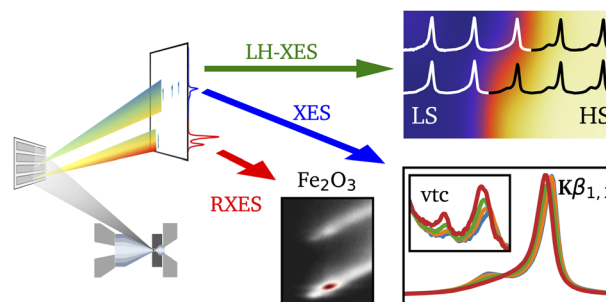 LH-XES
XES
RXES
LS
HS
Fe₂O₃
vtc
Kβ₁,